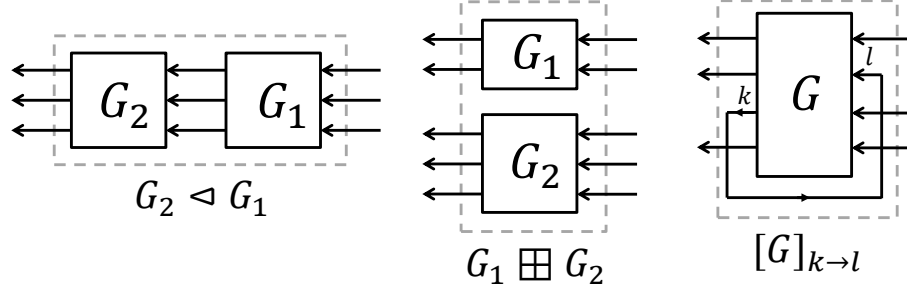 G₂ G₁
G₂ ◁ G₁
G₁
G₂
G₁ ⊞ G₂
l
k G
[G]ₖ→ₗ